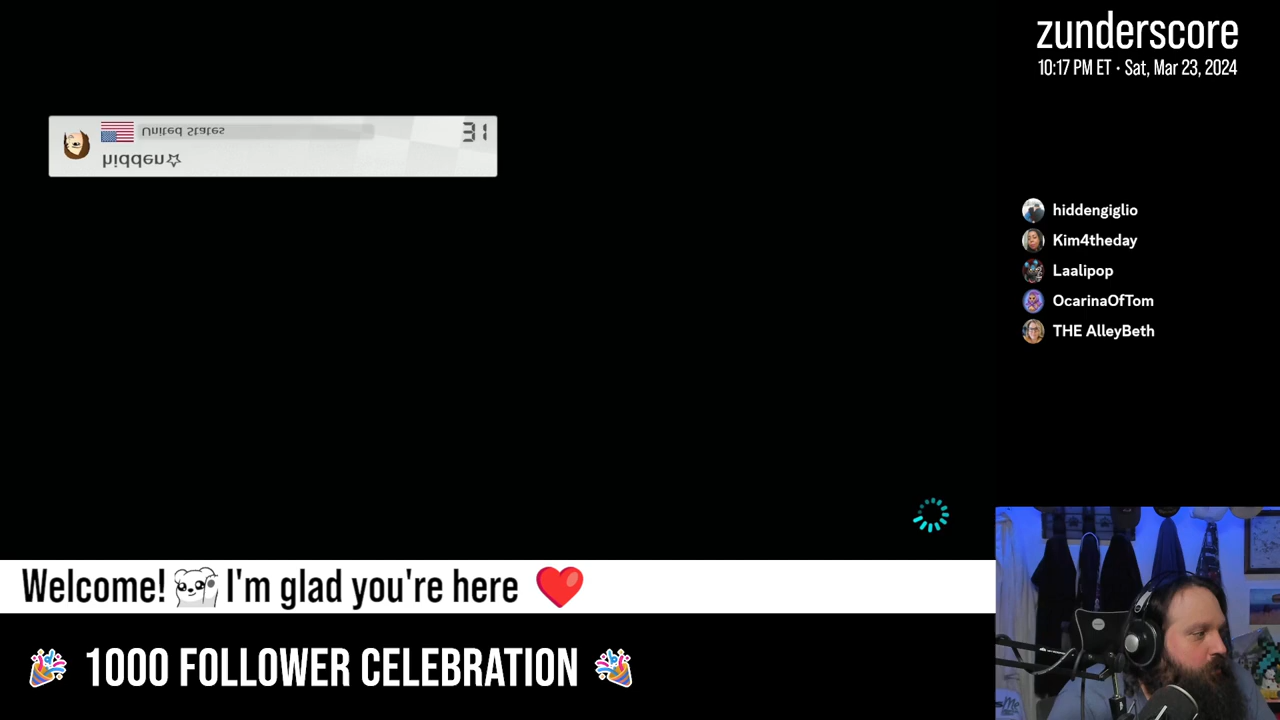 zunderscore
10:17 PM ET · Sat, Mar 23, 2024
United States
31
hidden☆
hiddengiglio
Kim4theday
Laalipop
OcarinaOfTom
THE AlleyBeth
Welcome! I'm glad you're here ❤️
🎉 1000 FOLLOWER CELEBRATION 🎉